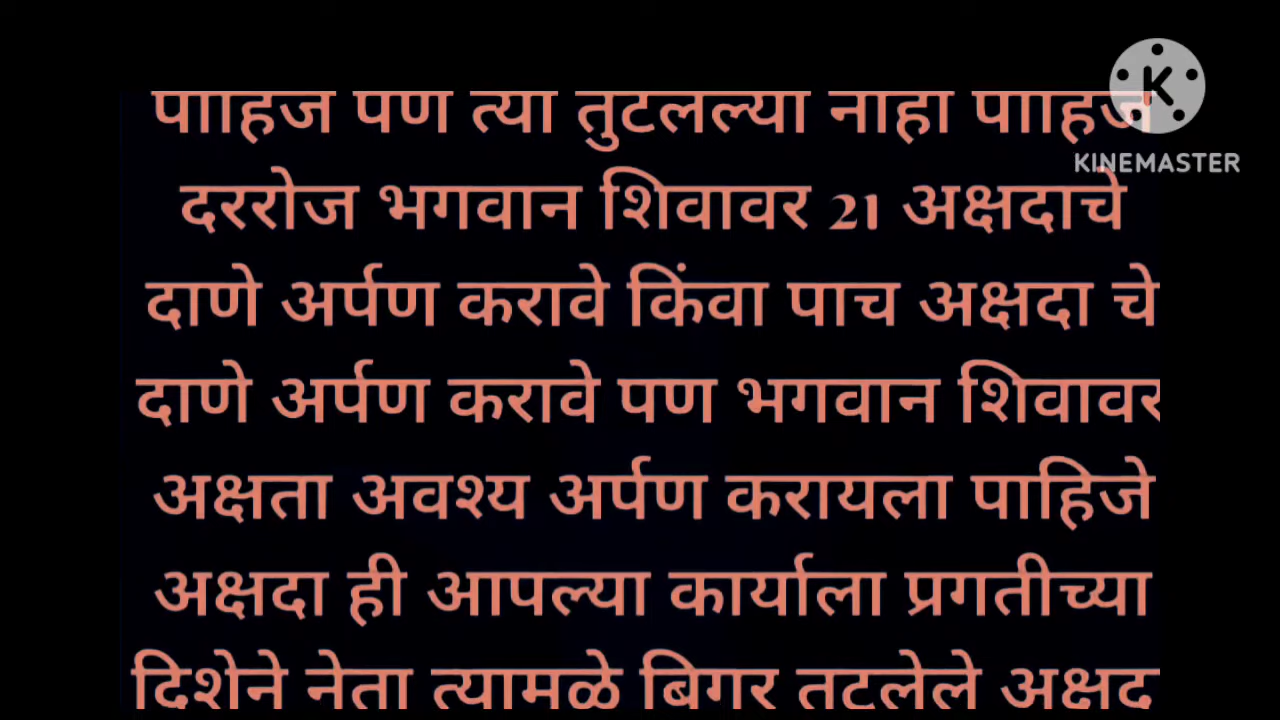 पाहिजे पण त्या तुटलेल्या नाही पाहिजे
KINEMASTER
दररोज भगवान शिवावर 21 अक्षदाचे
दाणे अर्पण करावे किंवा पाच अक्षदा चे
दाणे अर्पण करावे पण भगवान शिवावर
अक्षता अवश्य अर्पण करायला पाहिजे
अक्षदा ही आपल्या कार्याला प्रगतीच्या
दिशेने नेता त्यामुळे बिगर तुटलेले